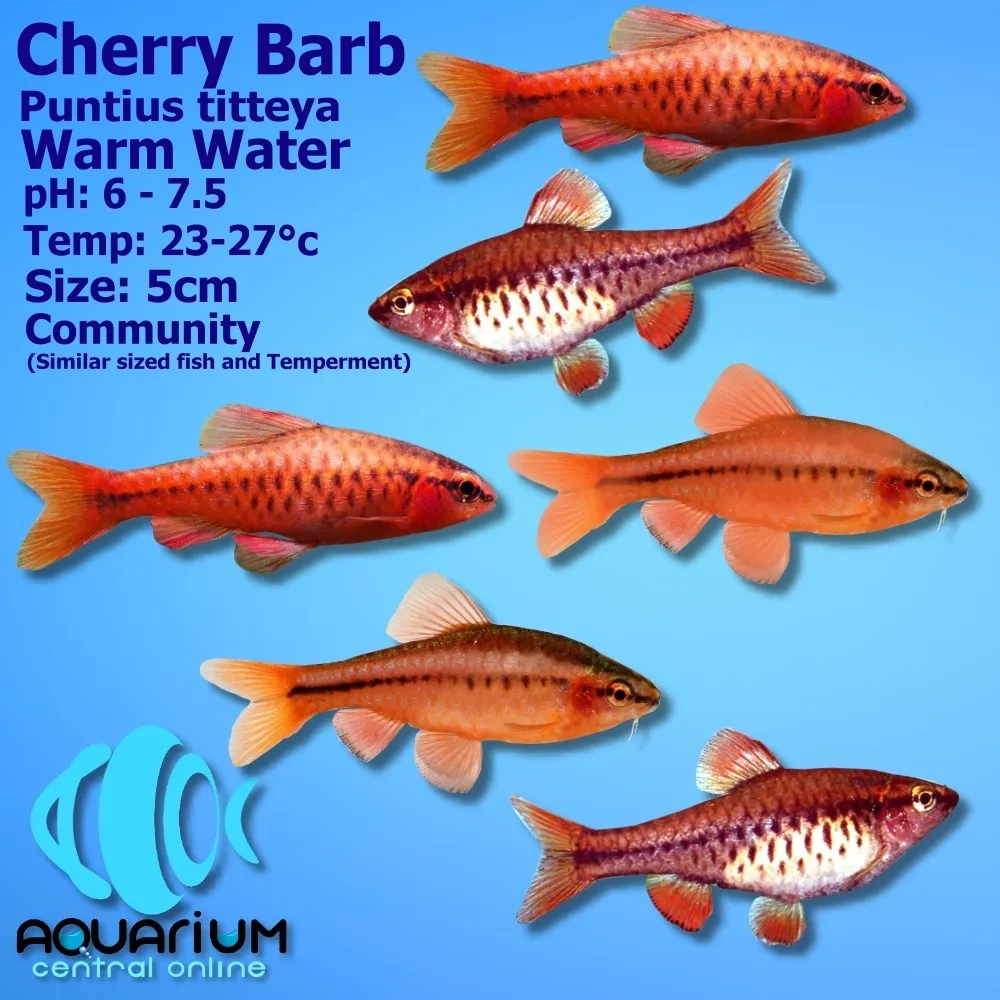 Cherry Barb
Puntius titteya
Warm Water
pH: 6 - 7.5
Temp: 23-27°c
Size: 5cm
Community
(Similar sized fish and Temperment)
AQUARIUM
central online